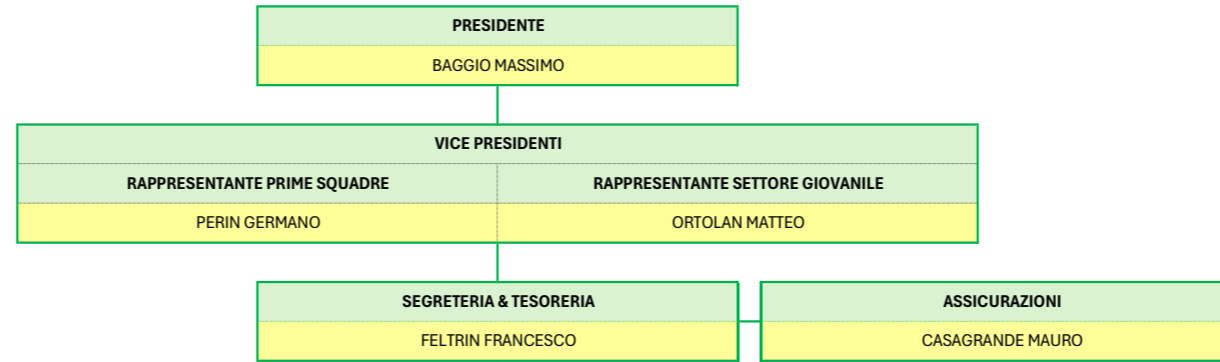 PRESIDENTE
BAGGIO MASSIMO
VICE PRESIDENTI
RAPPRESENTANTE PRIME SQUADRE
RAPPRESENTANTE SETTORE GIOVANILE
PERIN GERMANO
ORTOLAN MATTEO
SEGRETERIA & TESORERIA
ASSICURAZIONI
FELTRIN FRANCESCO
CASAGRANDE MAURO